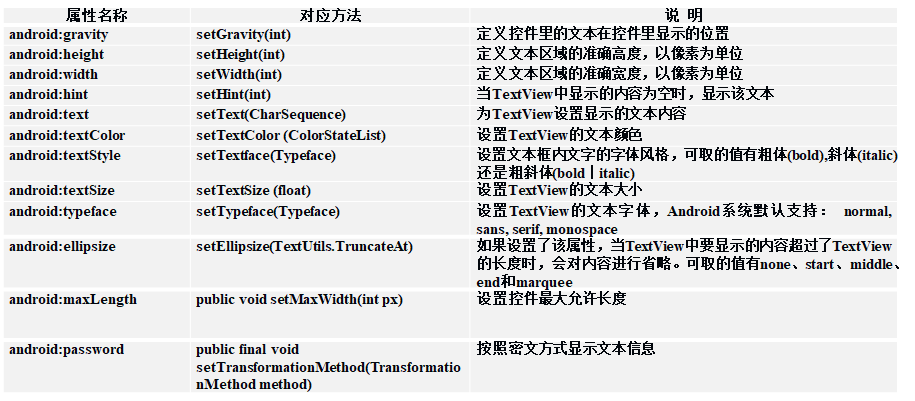 属性名称 对应方法 说 明
android:gravity setGravity(int) 定义控件里的文本在控件里显示的位置
android:height setHeight(int) 定义文本区域的准确高度，以像素为单位
android:width setWidth(int) 定义文本区域的准确宽度，以像素为单位
android:hint setHint(int) 当TextView中显示的内容为空时，显示该文本
android:text setText(CharSequence) 为TextView设置显示的文本内容
android:textColor setTextColor (ColorStateList) 设置TextView的文本颜色
android:textStyle setTextface(Typeface) 设置文本框内文字的字体风格，可取的值有粗体(bold),斜体(italic)
还是粗斜体(bold | italic)
android:textSize setTextSize (float) 设置TextView的文本大小
android:typeface setTypeface(Typeface) 设置TextView的文本字体，Android系统默认支持： normal,
sans, serif, monospace
android:ellipsize setEllipsize(TextUtils.TruncateAt) 如果设置了该属性，当TextView中要显示的内容超过了TextView
的长度时，会对内容进行省略。可取的值有none、start、middle、
end和marquee
android:maxLength public void setMaxWidth(int px) 设置控件最大允许长度
android:password public final void 按照密文方式显示文本信息
setTransformationMethod(Transformatio
nMethod method)